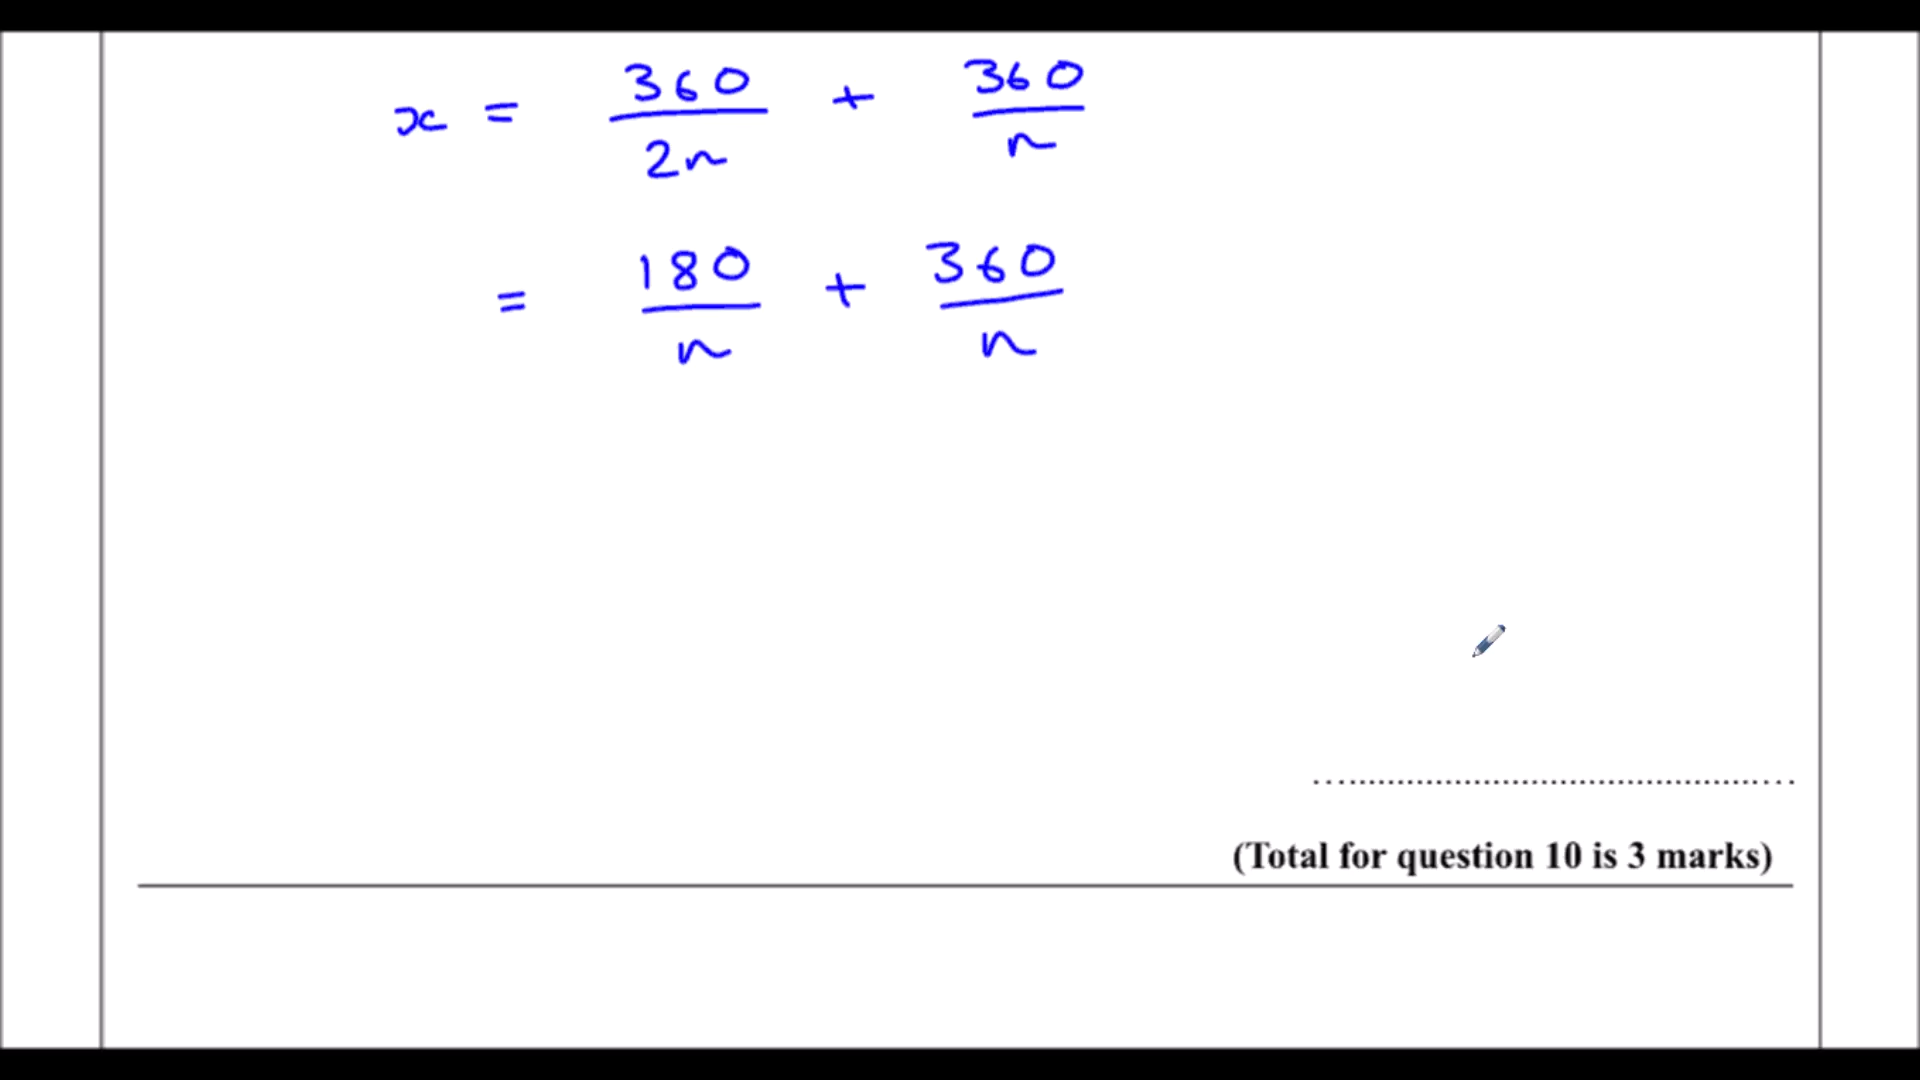 x = 360/2n + 360/n
= 180/n + 360/n
................................................
(Total for question 10 is 3 marks)